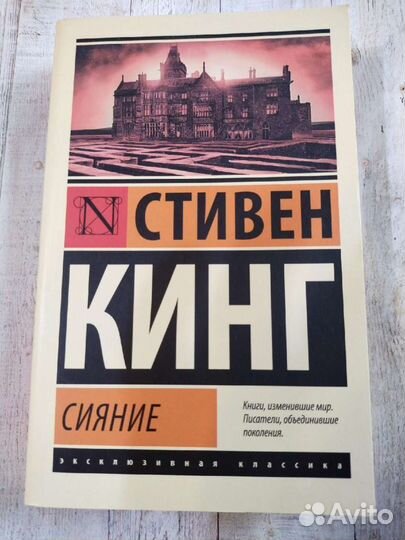 N
СТИВЕН
КИНГ
СИЯНИЕ
Книги, изменившие мир.
Писатели, объединившие
поколения.
эксклюзивная классика
Avito